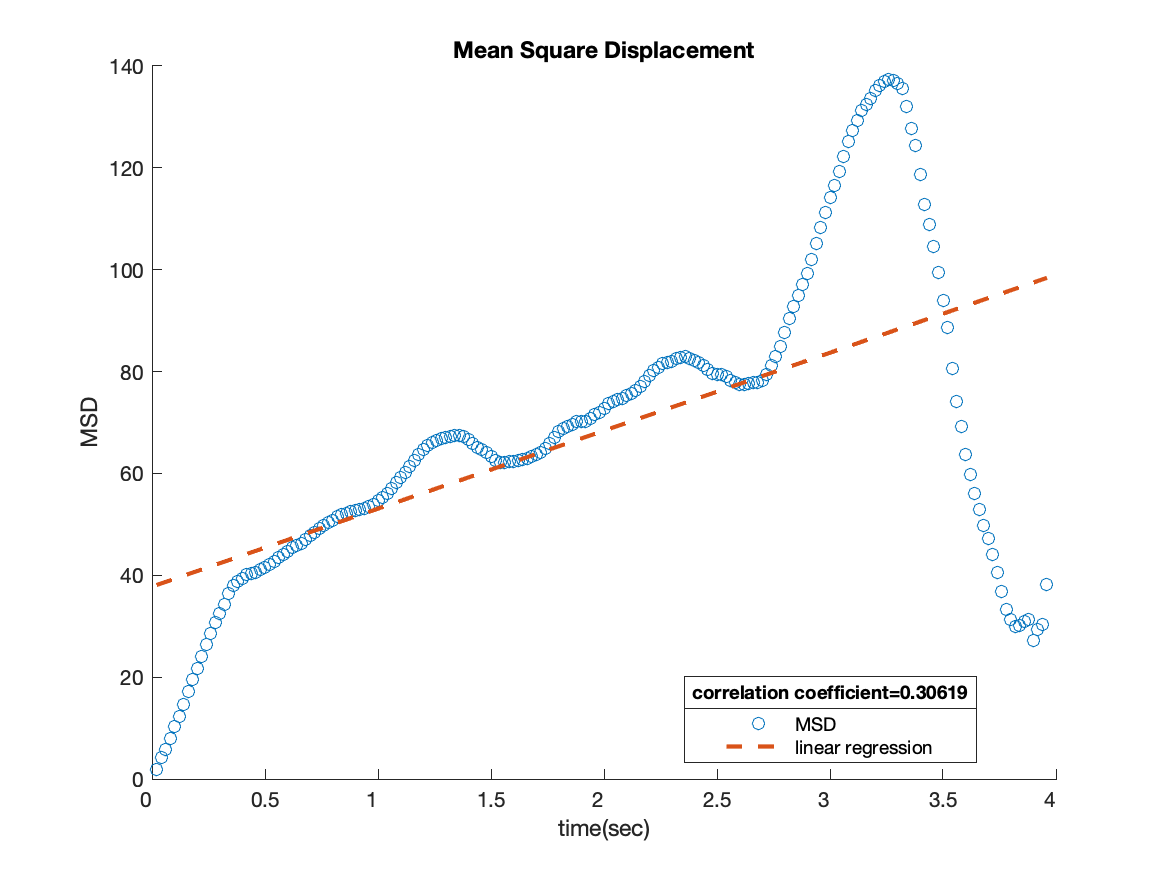 Mean Square Displacement
140
120
100
80
60
40
20
0
MSD
0
0.5
1
1.5
2
2.5
3
3.5
4
time(sec)
correlation coefficient=0.30619
MSD
linear regression